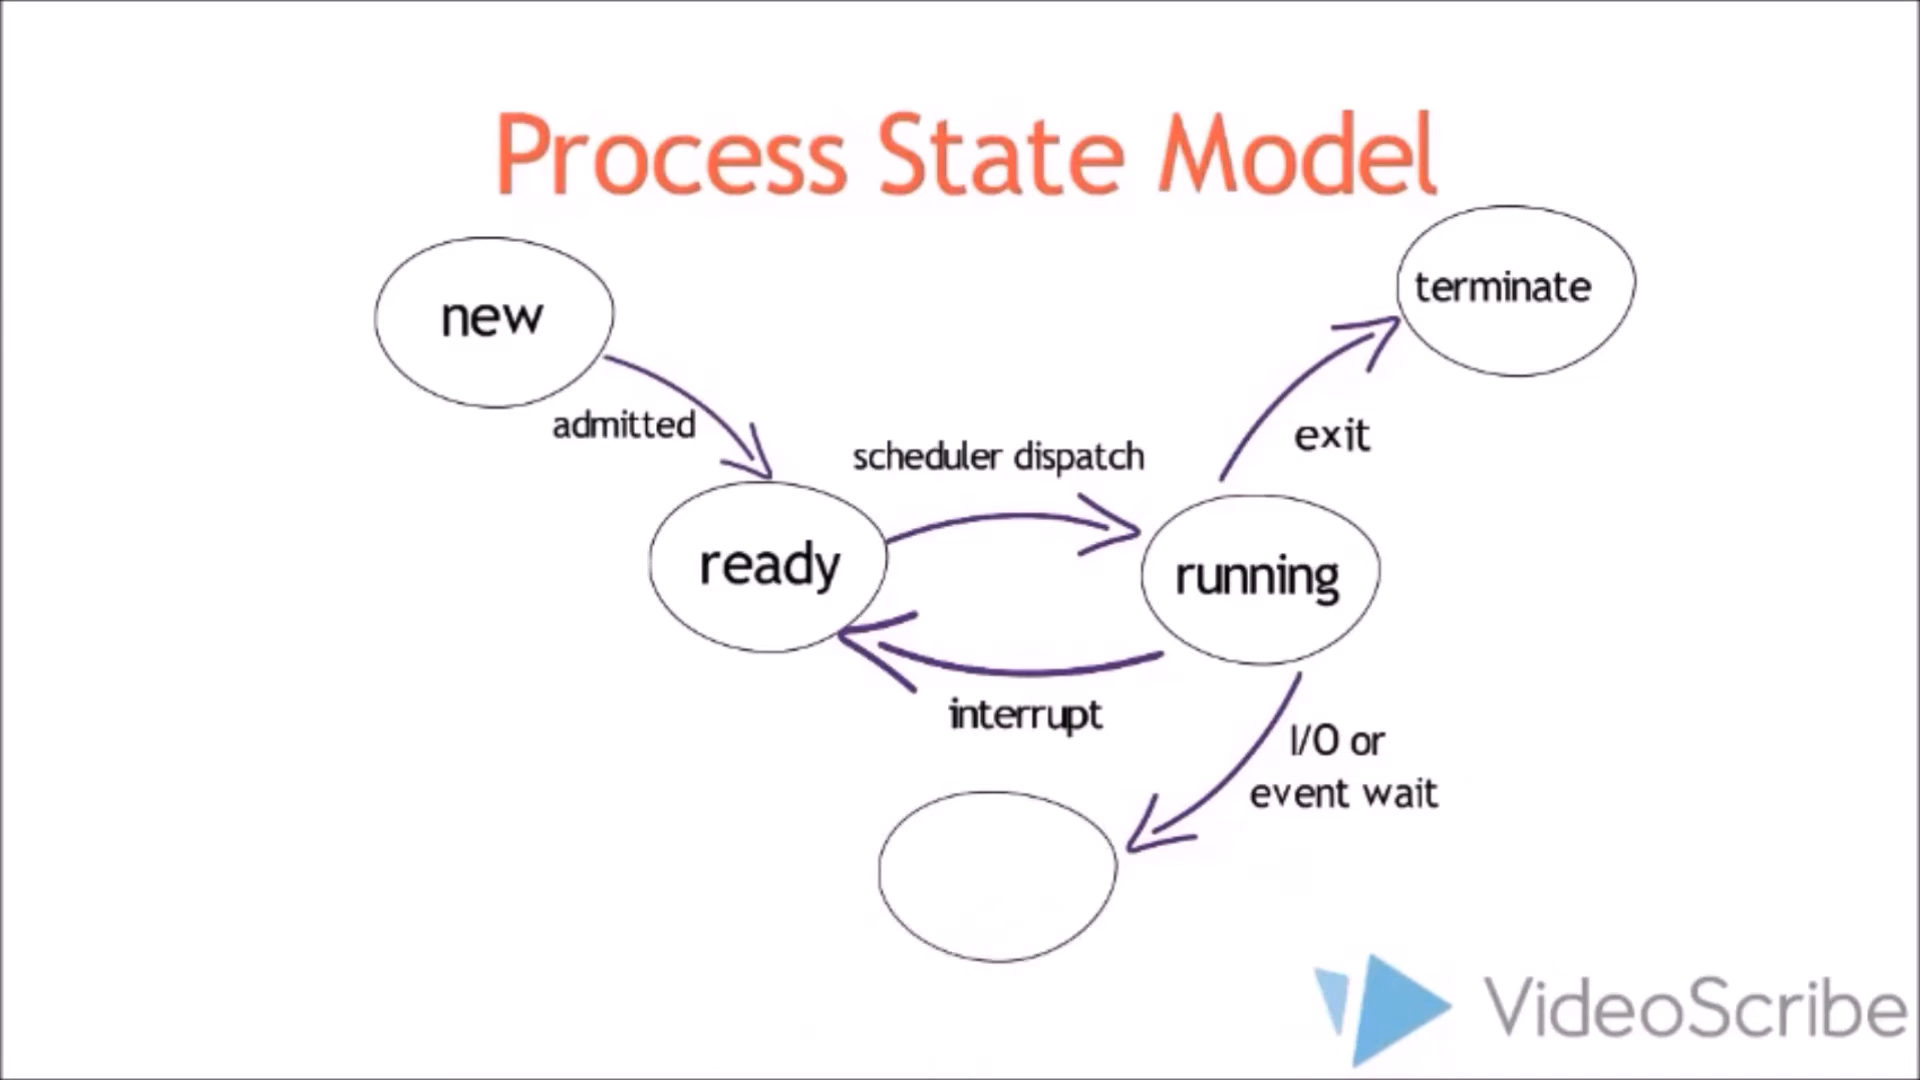 Process State Model
new
terminate
admitted
scheduler dispatch
exit
ready
running
interrupt
I/O or
event wait
VideoScribe